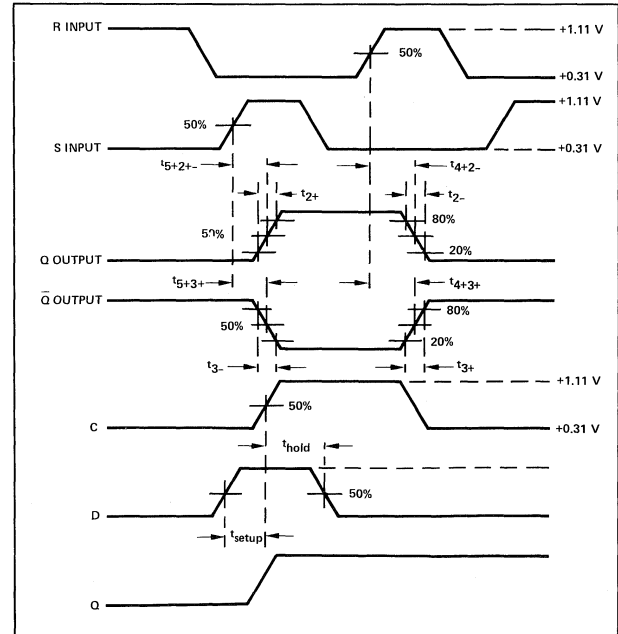 R INPUT
+1.11 V
50%
+0.31 V
+1.11 V
50%
S INPUT
+0.31 V
t5+2+-
t4+2-
t2+
t2-
80%
50%
20%
Q OUTPUT
t5+3+
t4+3+
Q̅ OUTPUT
80%
50%
20%
t3-
t3+
+1.11 V
50%
C
+0.31 V
thold
50%
D
tsetup
Q